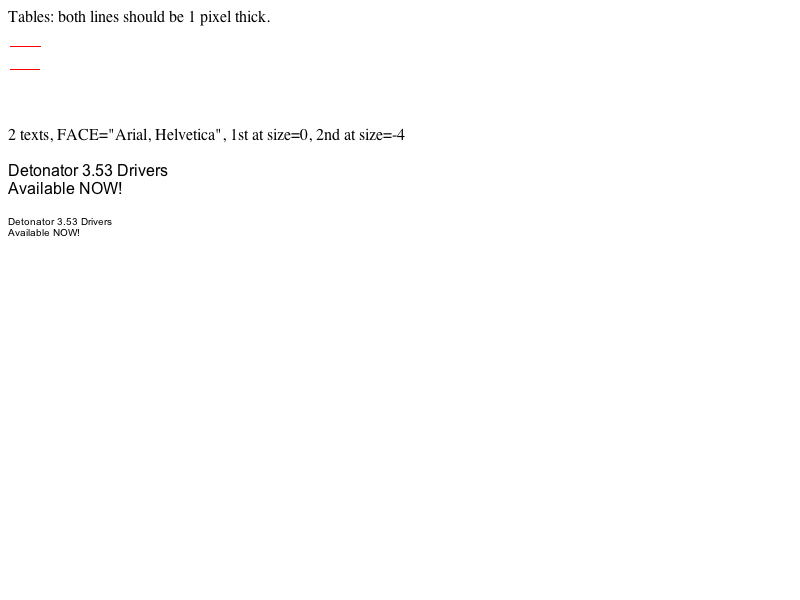 Tables: both lines should be 1 pixel thick.
2 texts, FACE="Arial, Helvetica", 1st at size=0, 2nd at size=-4
Detonator 3.53 Drivers
Available NOW!
Detonator 3.53 Drivers
Available NOW!